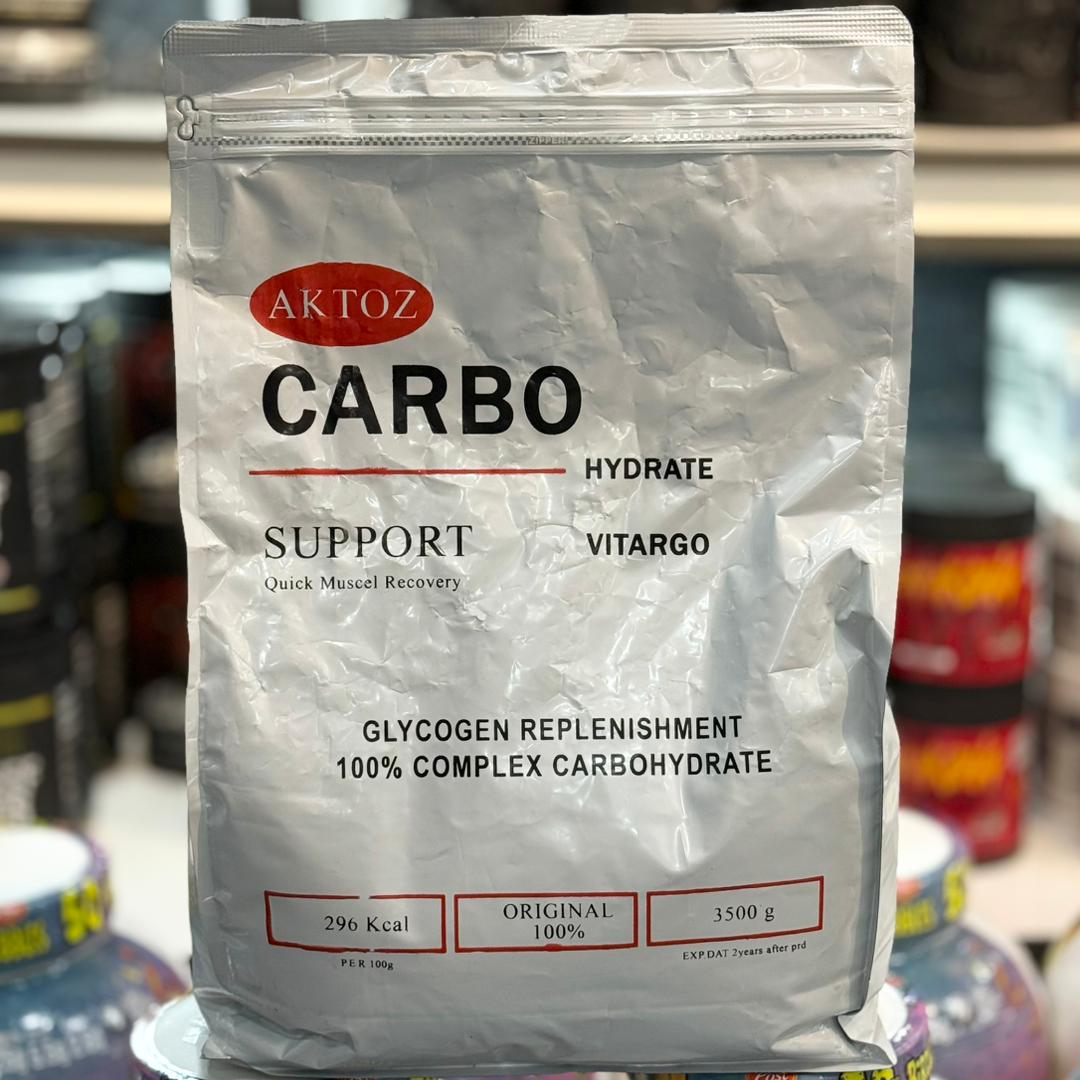 ZIPPER
AKTOZ
CARBO
HYDRATE
SUPPORT
VITARGO
Quick Muscel Recovery
GLYCOGEN REPLENISHMENT
100% COMPLEX CARBOHYDRATE
296 Kcal
PER 100g
ORIGINAL
100%
3500 g
EXP DAT 2years after prd